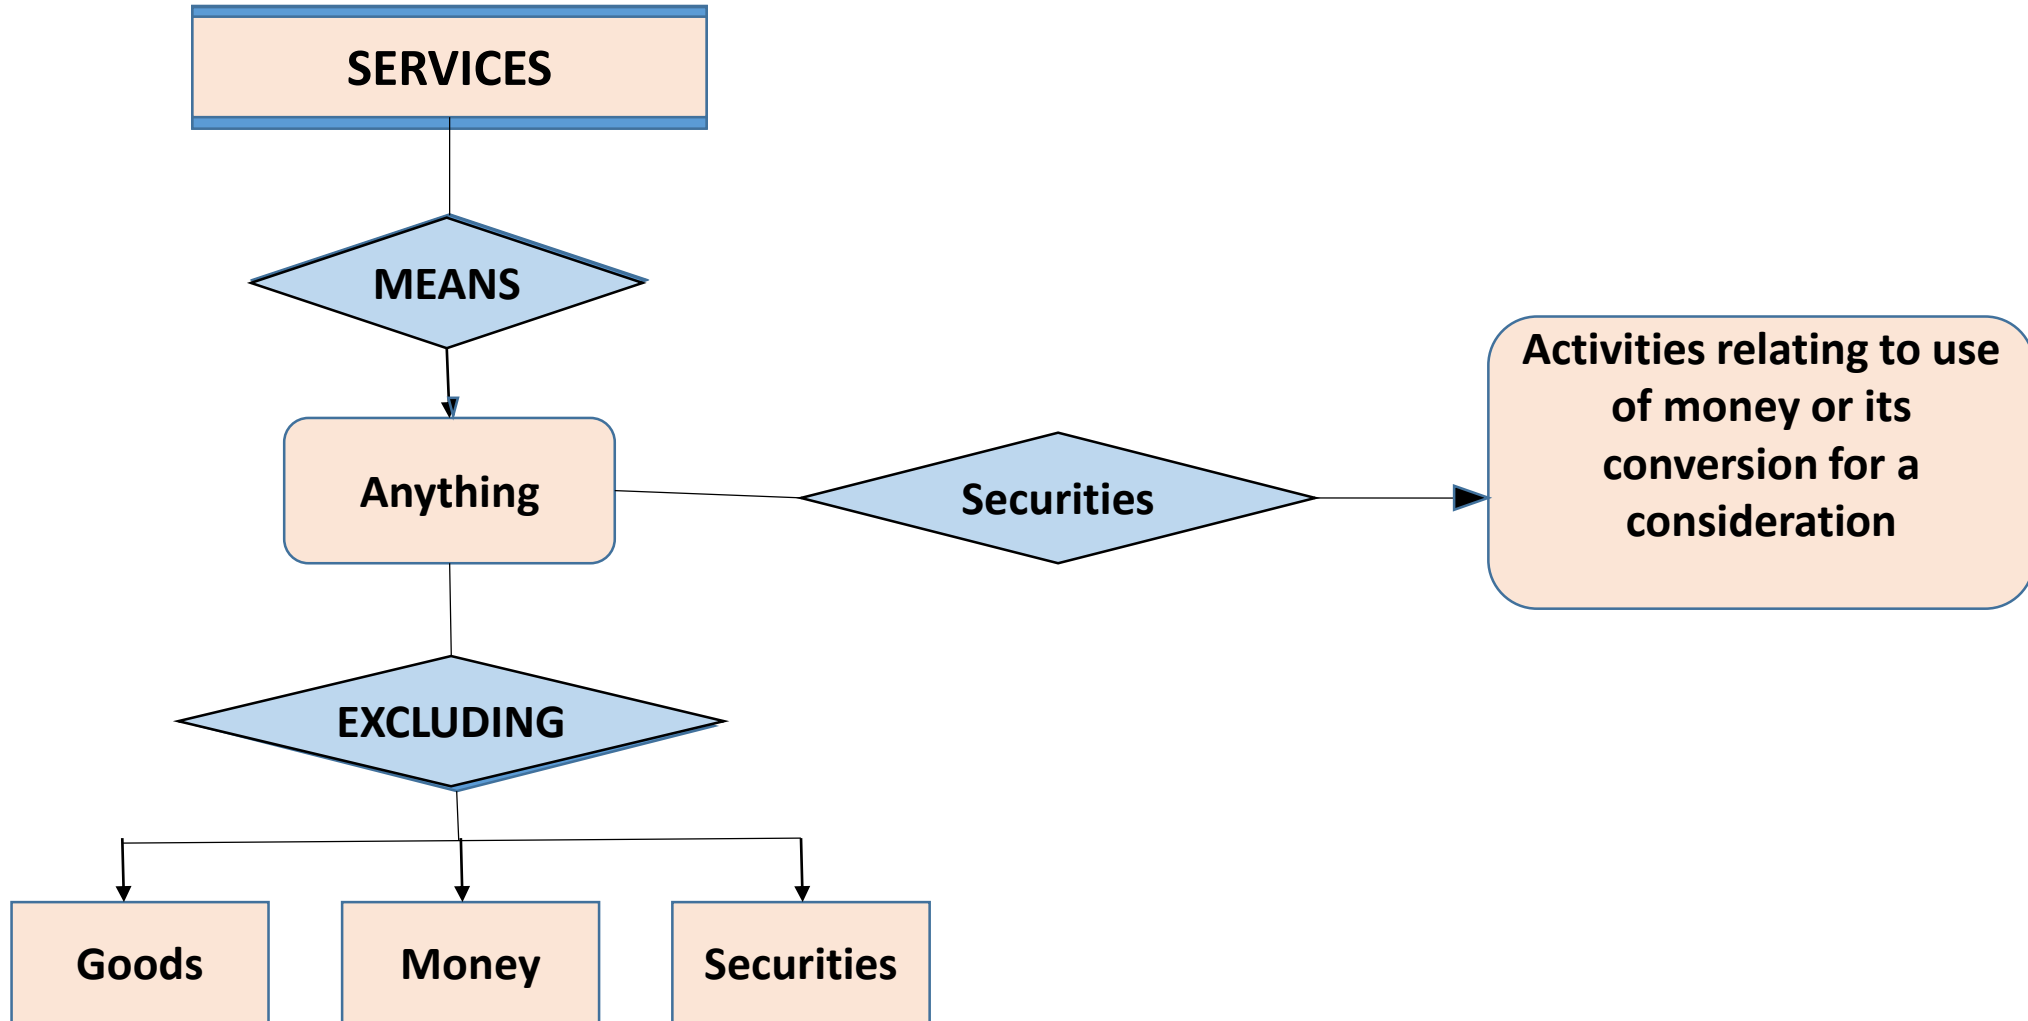 SERVICES
MEANS
Anything
Securities
Activities relating to use
of money or its
conversion for a
consideration
EXCLUDING
Goods
Money
Securities